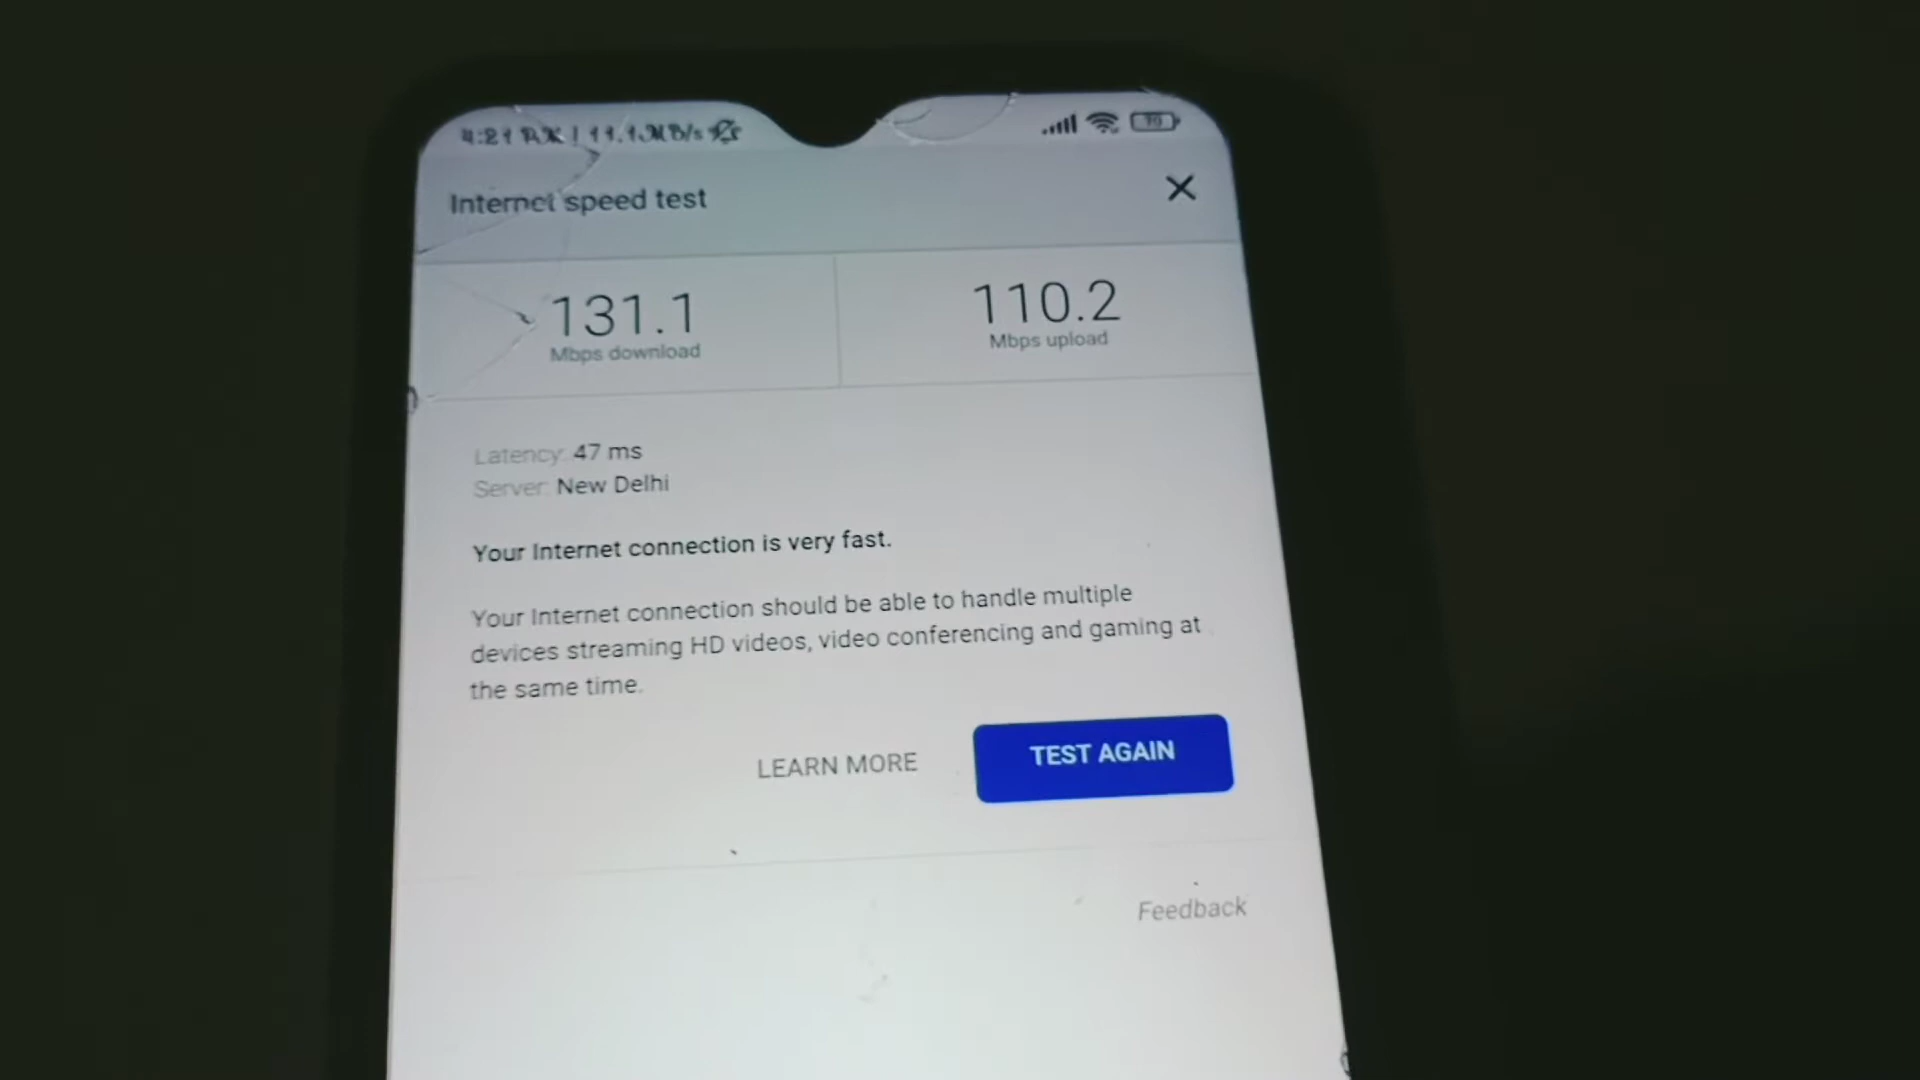 4:21
Internet speed test
131.1
Mbps download
110.2
Mbps upload
Latency: 47 ms
Server: New Delhi
Your Internet connection is very fast.
Your Internet connection should be able to handle multiple
devices streaming HD videos, video conferencing and gaming at
the same time.
LEARN MORE
TEST AGAIN
Feedback